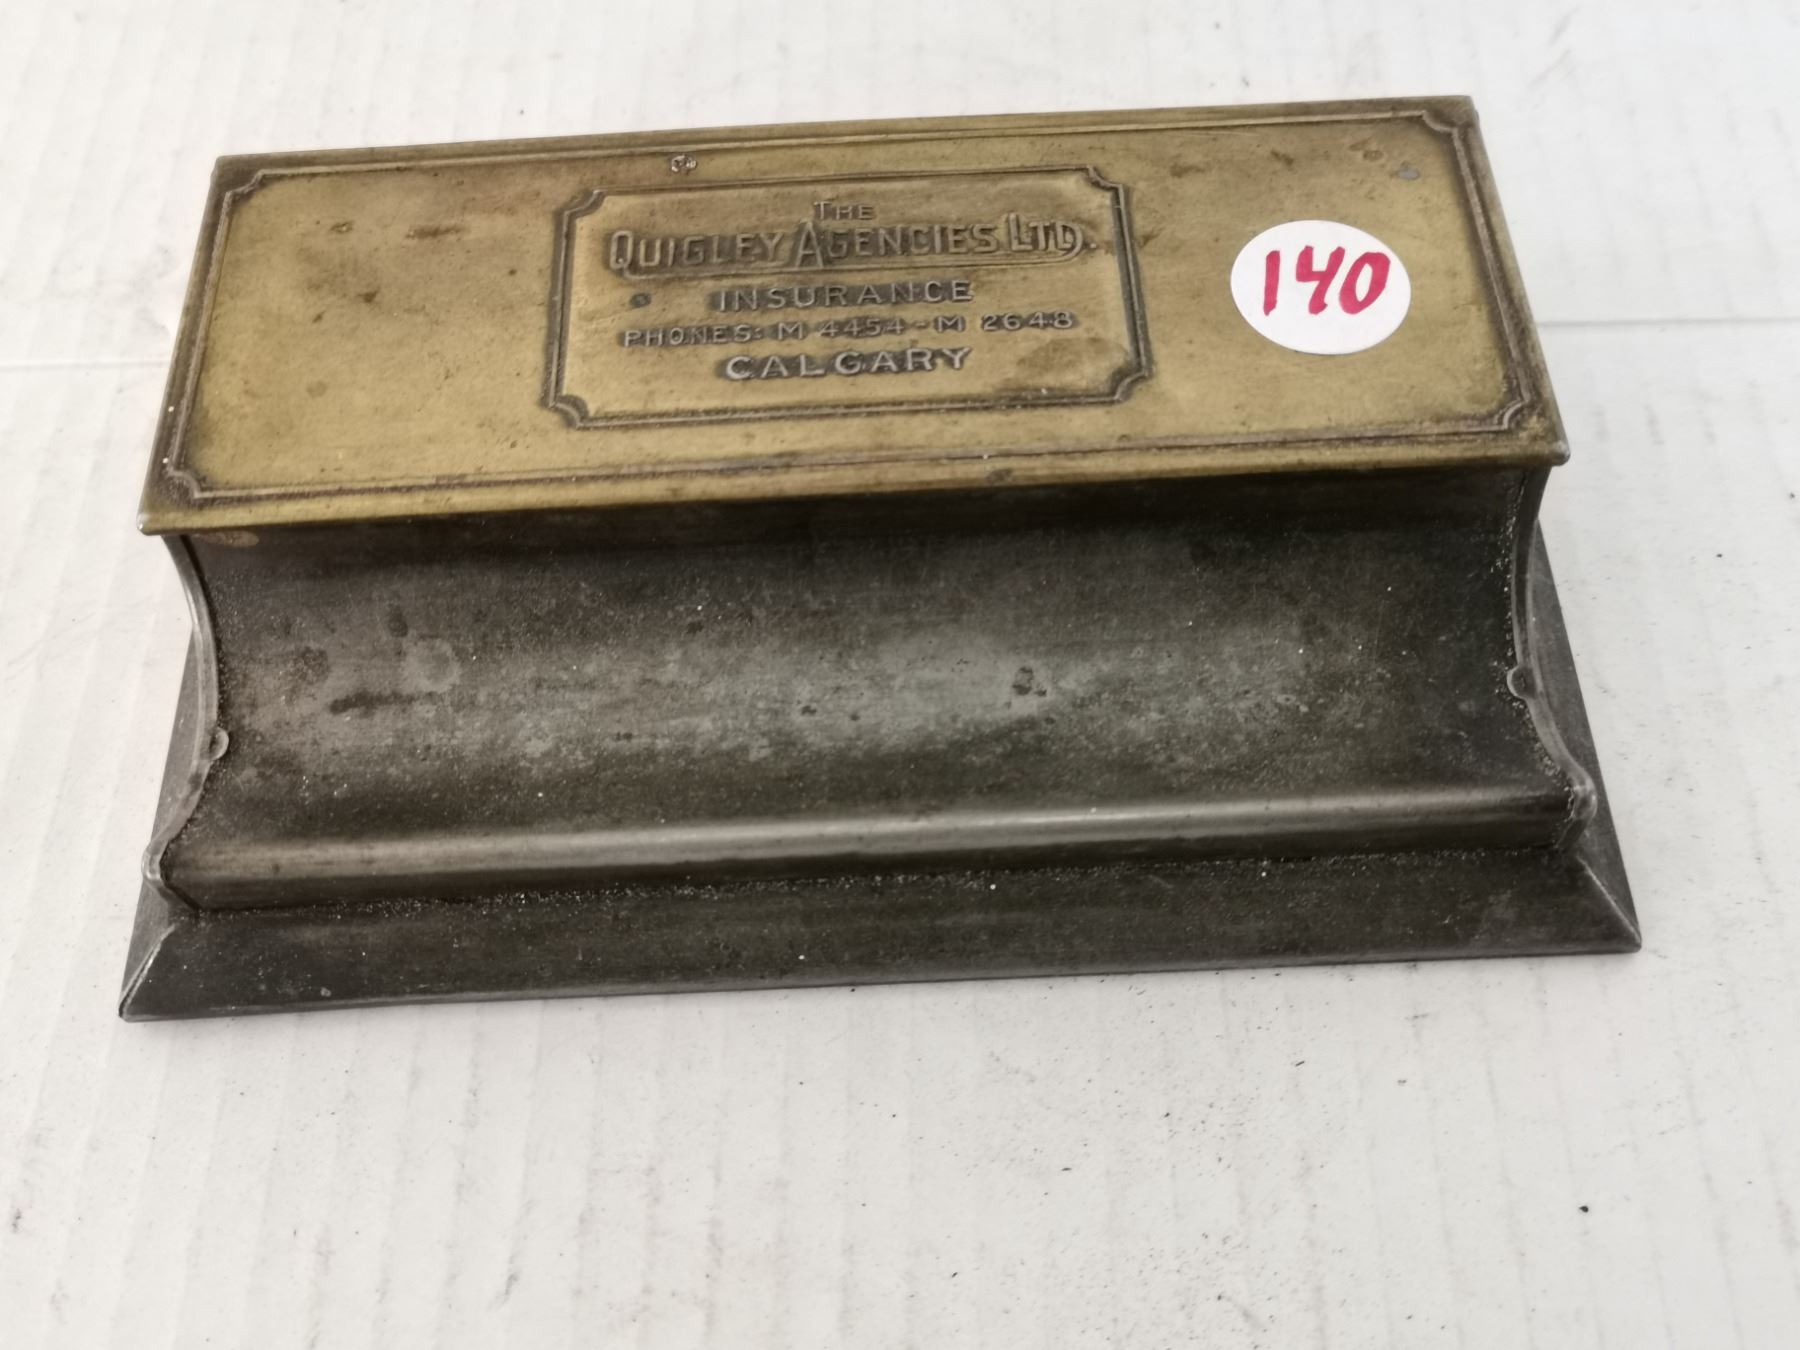 THE
QUIGLEY AGENCIES LTD.
INSURANCE
PHONES: M 4454 - M 2648
CALGARY
140